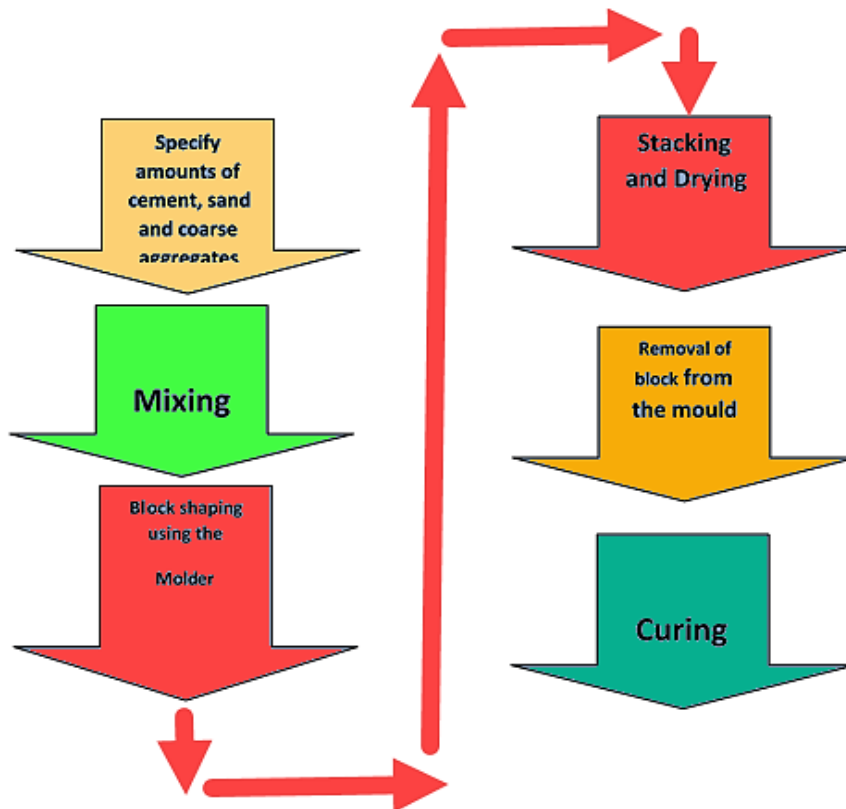 Specify
amounts of
cement, sand
and coarse
aggregates
Mixing
Block shaping
using the
Molder
Stacking
and Drying
Removal of
block from
the mould
Curing